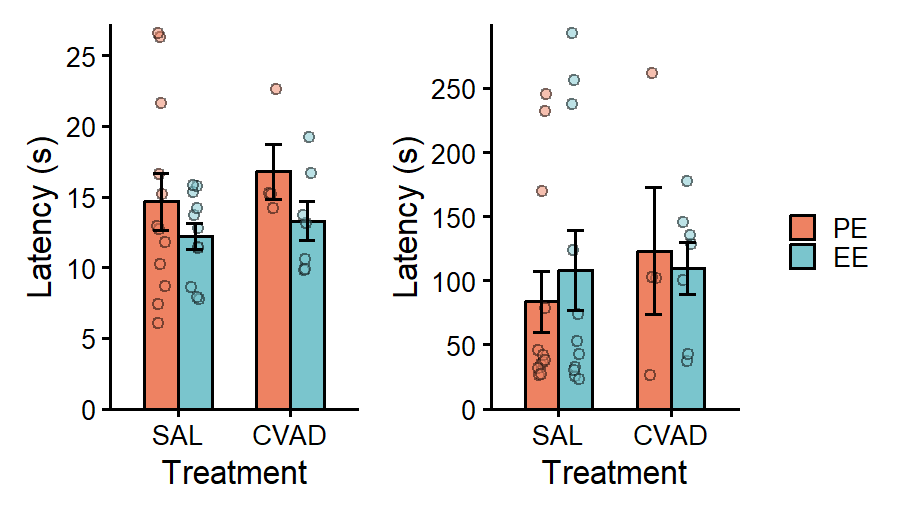 Latency (s)
25
20
15
10
5
0
SAL
CVAD
Treatment
Latency (s)
250
200
150
100
50
0
SAL
CVAD
Treatment
PE
EE